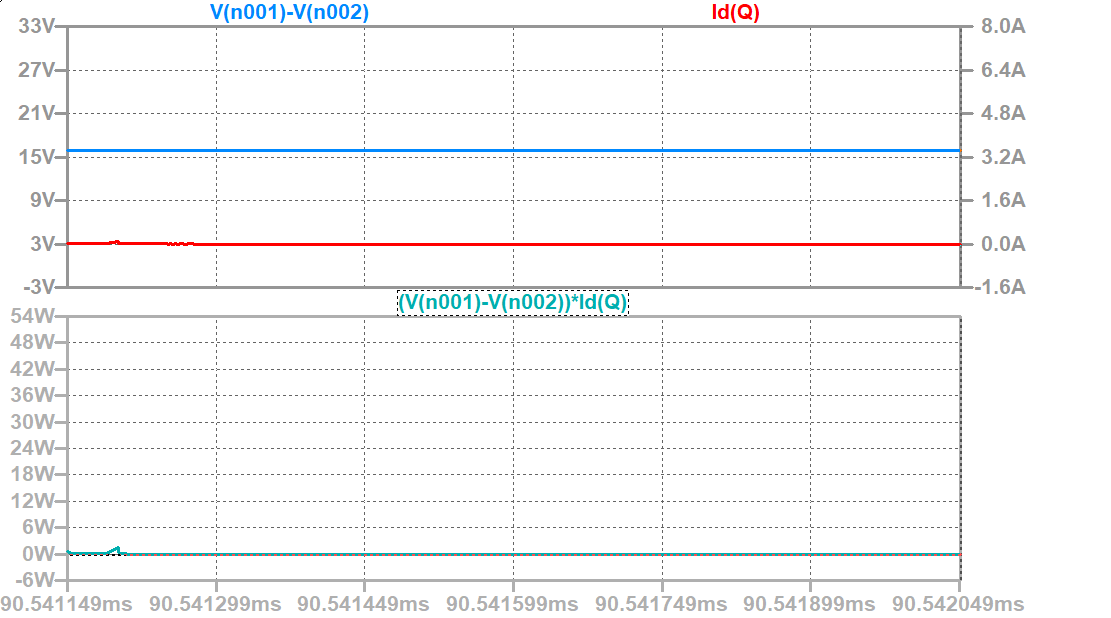 V(n001)-V(n002) Id(Q)
33V 8.0A
27V 6.4A
21V 4.8A
15V 3.2A
9V 1.6A
3V 0.0A
-3V -1.6A
(V(n001)-V(n002))*Id(Q)
54W
48W
42W
36W
30W
24W
18W
12W
6W
0W
-6W
90.541149ms 90.541299ms 90.541449ms 90.541599ms 90.541749ms 90.541899ms 90.542049ms